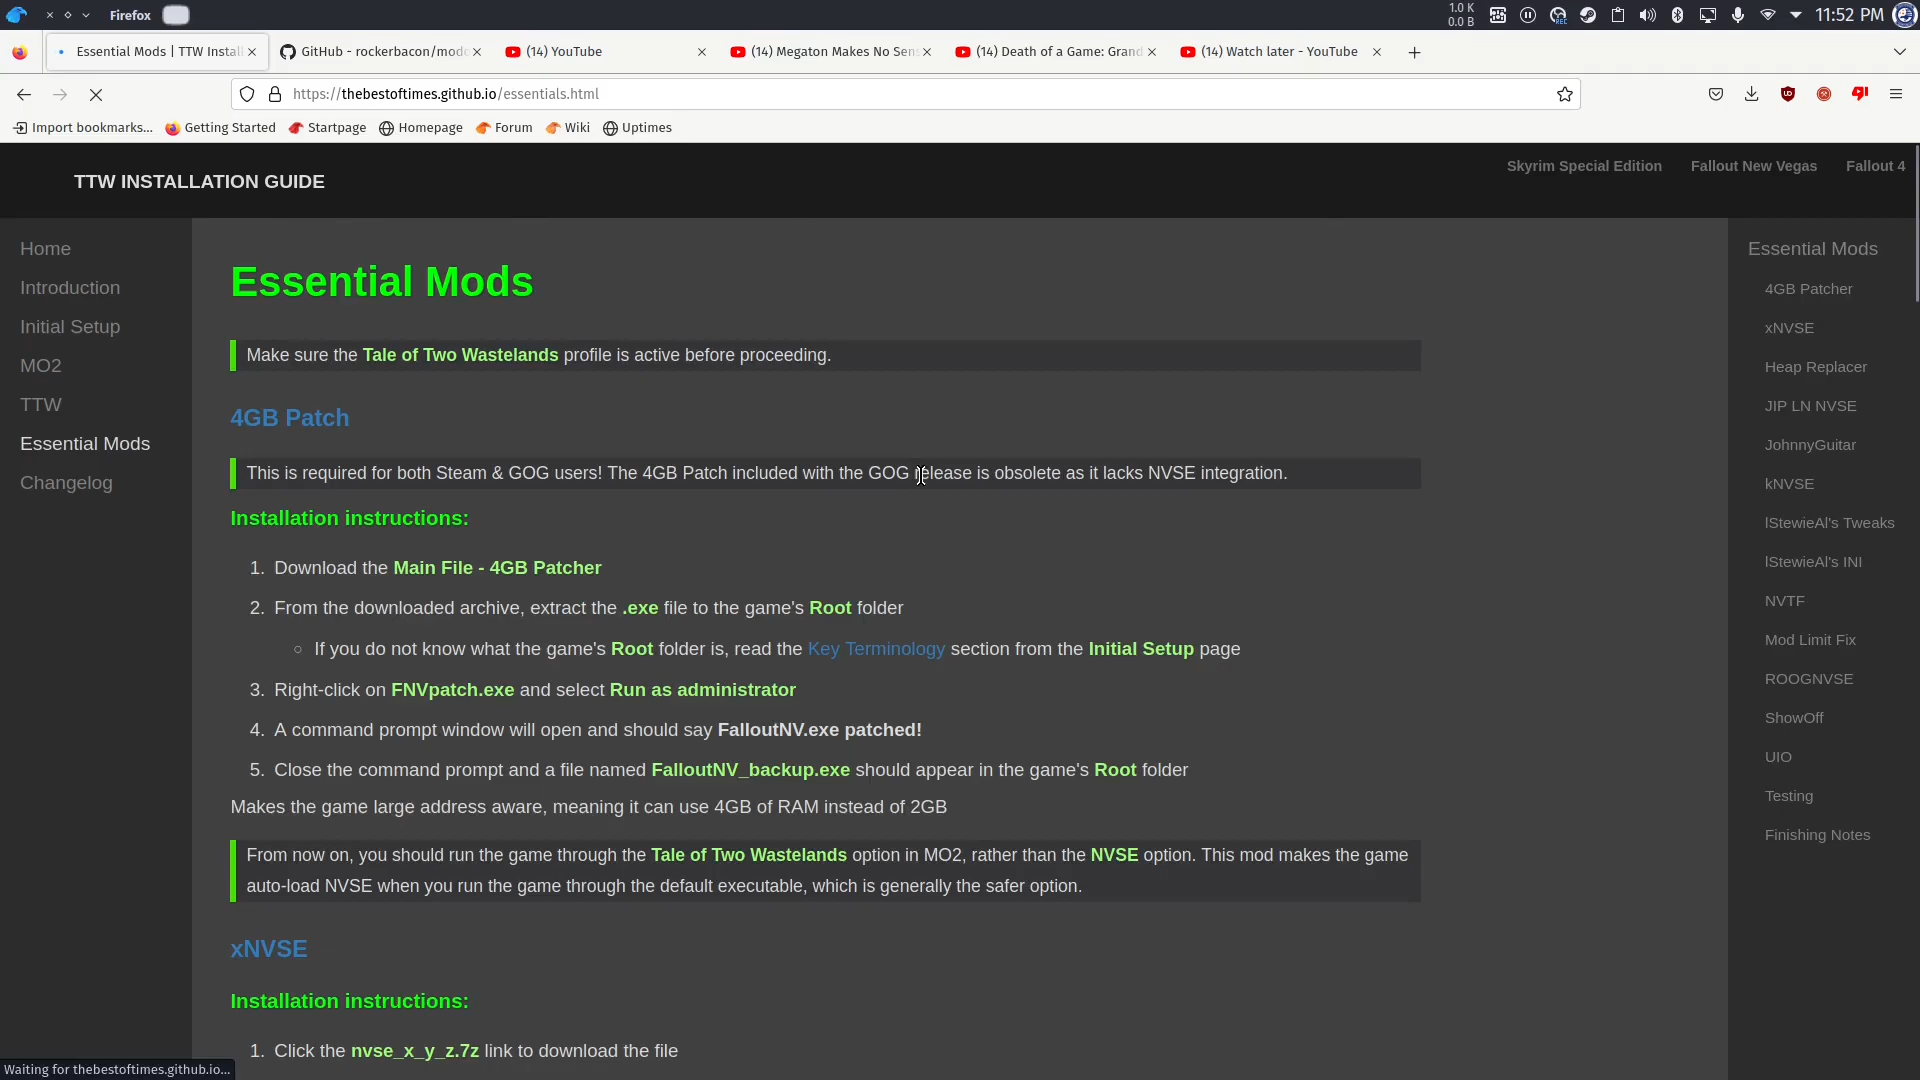 Firefox
1.0 K
0.0 B
REC
11:52 PM
Essential Mods | TTW Instal
GitHub - rockerbacon/mod
(14) YouTube
(14) Megaton Makes No Sen
(14) Death of a Game: Grand
(14) Watch later - YouTube
https://thebestoftimes.github.io/essentials.html
Import bookmarks...
Getting Started
Startpage
Homepage
Forum
Wiki
Uptimes
TTW INSTALLATION GUIDE
Skyrim Special Edition
Fallout New Vegas
Fallout 4
Home
Introduction
Initial Setup
MO2
TTW
Essential Mods
Changelog
Essential Mods
Make sure the Tale of Two Wastelands profile is active before proceeding.
4GB Patch
This is required for both Steam & GOG users! The 4GB Patch included with the GOG release is obsolete as it lacks NVSE integration.
Installation instructions:
1. Download the Main File - 4GB Patcher
2. From the downloaded archive, extract the .exe file to the game's Root folder
○ If you do not know what the game's Root folder is, read the Key Terminology section from the Initial Setup page
3. Right-click on FNVpatch.exe and select Run as administrator
4. A command prompt window will open and should say FalloutNV.exe patched!
5. Close the command prompt and a file named FalloutNV_backup.exe should appear in the game's Root folder
Makes the game large address aware, meaning it can use 4GB of RAM instead of 2GB
From now on, you should run the game through the Tale of Two Wastelands option in MO2, rather than the NVSE option. This mod makes the game
auto-load NVSE when you run the game through the default executable, which is generally the safer option.
xNVSE
Installation instructions:
1. Click the nvse_x_y_z.7z link to download the file
Essential Mods
4GB Patcher
xNVSE
Heap Replacer
JIP LN NVSE
JohnnyGuitar
kNVSE
lStewieAl's Tweaks
lStewieAl's INI
NVTF
Mod Limit Fix
ROOGNVSE
ShowOff
UIO
Testing
Finishing Notes
Waiting for thebestoftimes.github.io...